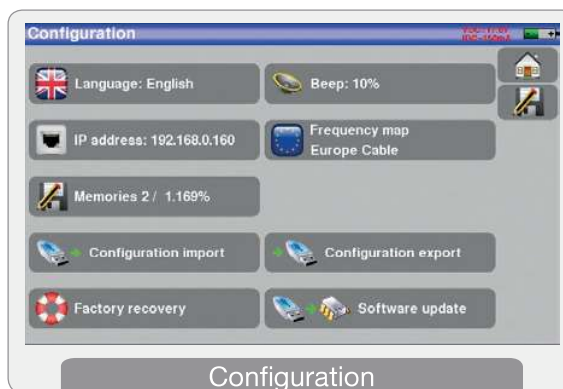 Configuration
Language: English
Beep: 10%
IP address: 192.168.0.160
Frequency map
Europe Cable
Memories 2 / 1.169%
Configuration import
Configuration export
Factory recovery
Software update
Configuration